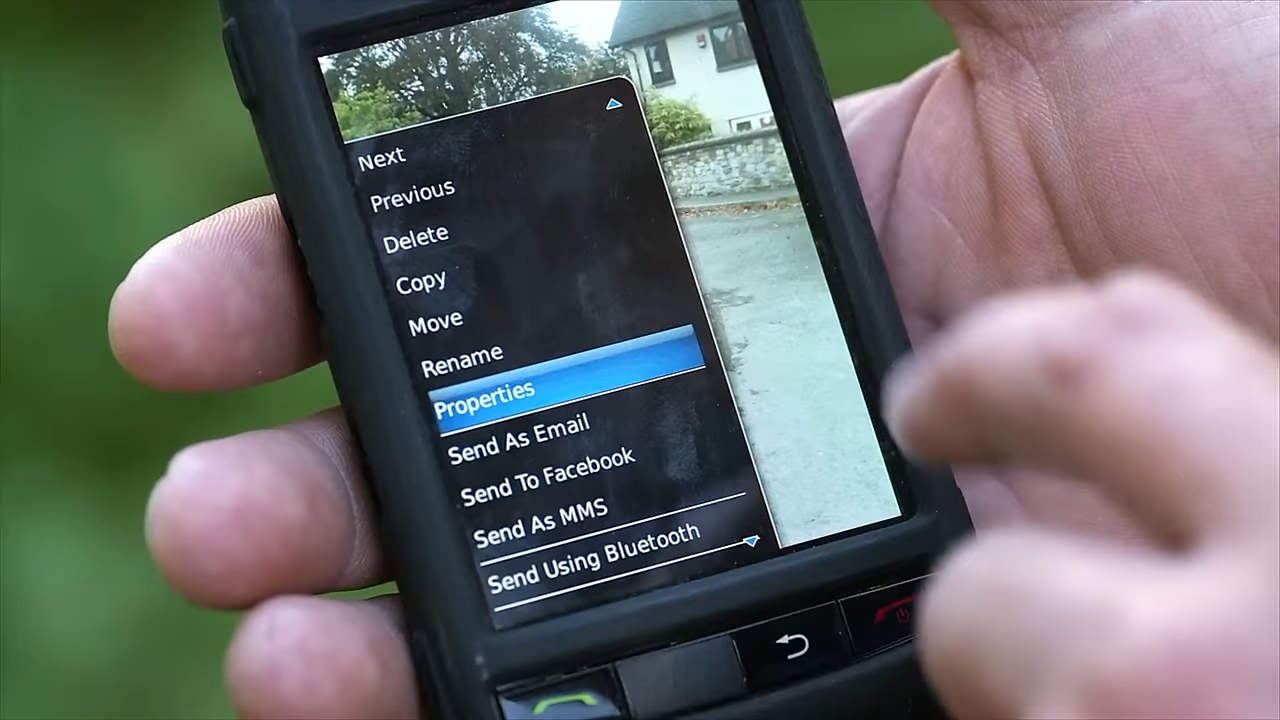 Next
Previous
Delete
Copy
Move
Rename
Properties
Send As Email
Send To Facebook
Send As MMS
Send Using Bluetooth